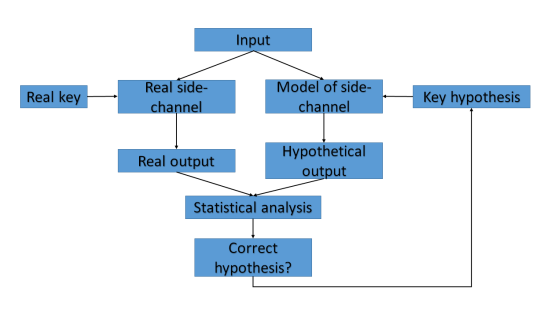 Input
Real key
Real side-
channel
Model of side-
channel
Key hypothesis
Real output
Hypothetical
output
Statistical analysis
Correct
hypothesis?